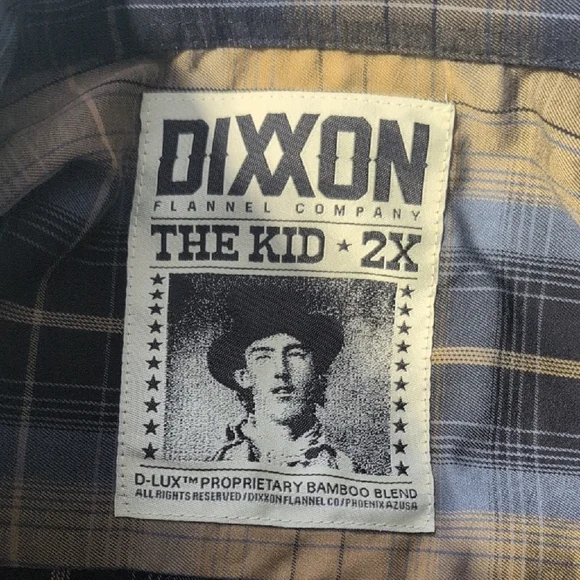 DIXXON
FLANNEL COMPANY
THE KID ★ 2X
D-LUX™ PROPRIETARY BAMBOO BLEND
ALL RIGHTS RESERVED/DIXXON FLANNEL CO/PHOENIX AZ USA